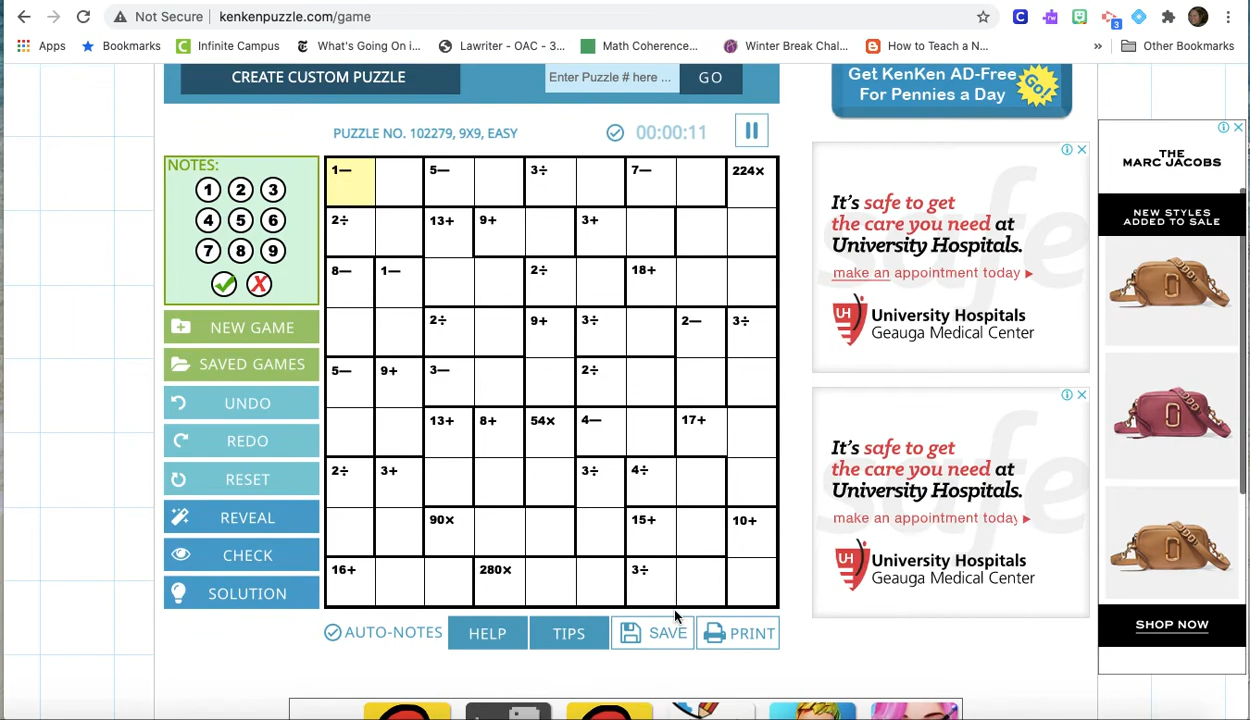 Not Secure | kenkenpuzzle.com/game
Apps Bookmarks Infinite Campus What's Going On i... Lawriter - OAC - 3... Math Coherence... Winter Break Chal... How to Teach a N... » Other Bookmarks
CREATE CUSTOM PUZZLE
Enter Puzzle # here ... GO
Get KenKen AD-Free
For Pennies a Day
Go!
PUZZLE NO. 102279, 9X9, EASY 00:00:11
NOTES:
1 2 3
4 5 6
7 8 9
NEW GAME
SAVED GAMES
UNDO
REDO
RESET
REVEAL
CHECK
SOLUTION
1— 5— 3÷ 7— 224×
2÷ 13+ 9+ 3+
8— 1— 2÷ 18+
2÷ 9+ 3÷ 2— 3÷
5— 9+ 3— 2÷
13+ 8+ 54× 4— 17+
2÷ 3+ 3÷ 4÷
90× 15+ 10+
16+ 280× 3÷
AUTO-NOTES HELP TIPS SAVE PRINT
It's safe to get
the care you need at
University Hospitals.
make an appointment today
UH University Hospitals
Geauga Medical Center
It's safe to get
the care you need at
University Hospitals.
make an appointment today
UH University Hospitals
Geauga Medical Center
THE
MARC JACOBS
NEW STYLES
ADDED TO SALE
SHOP NOW